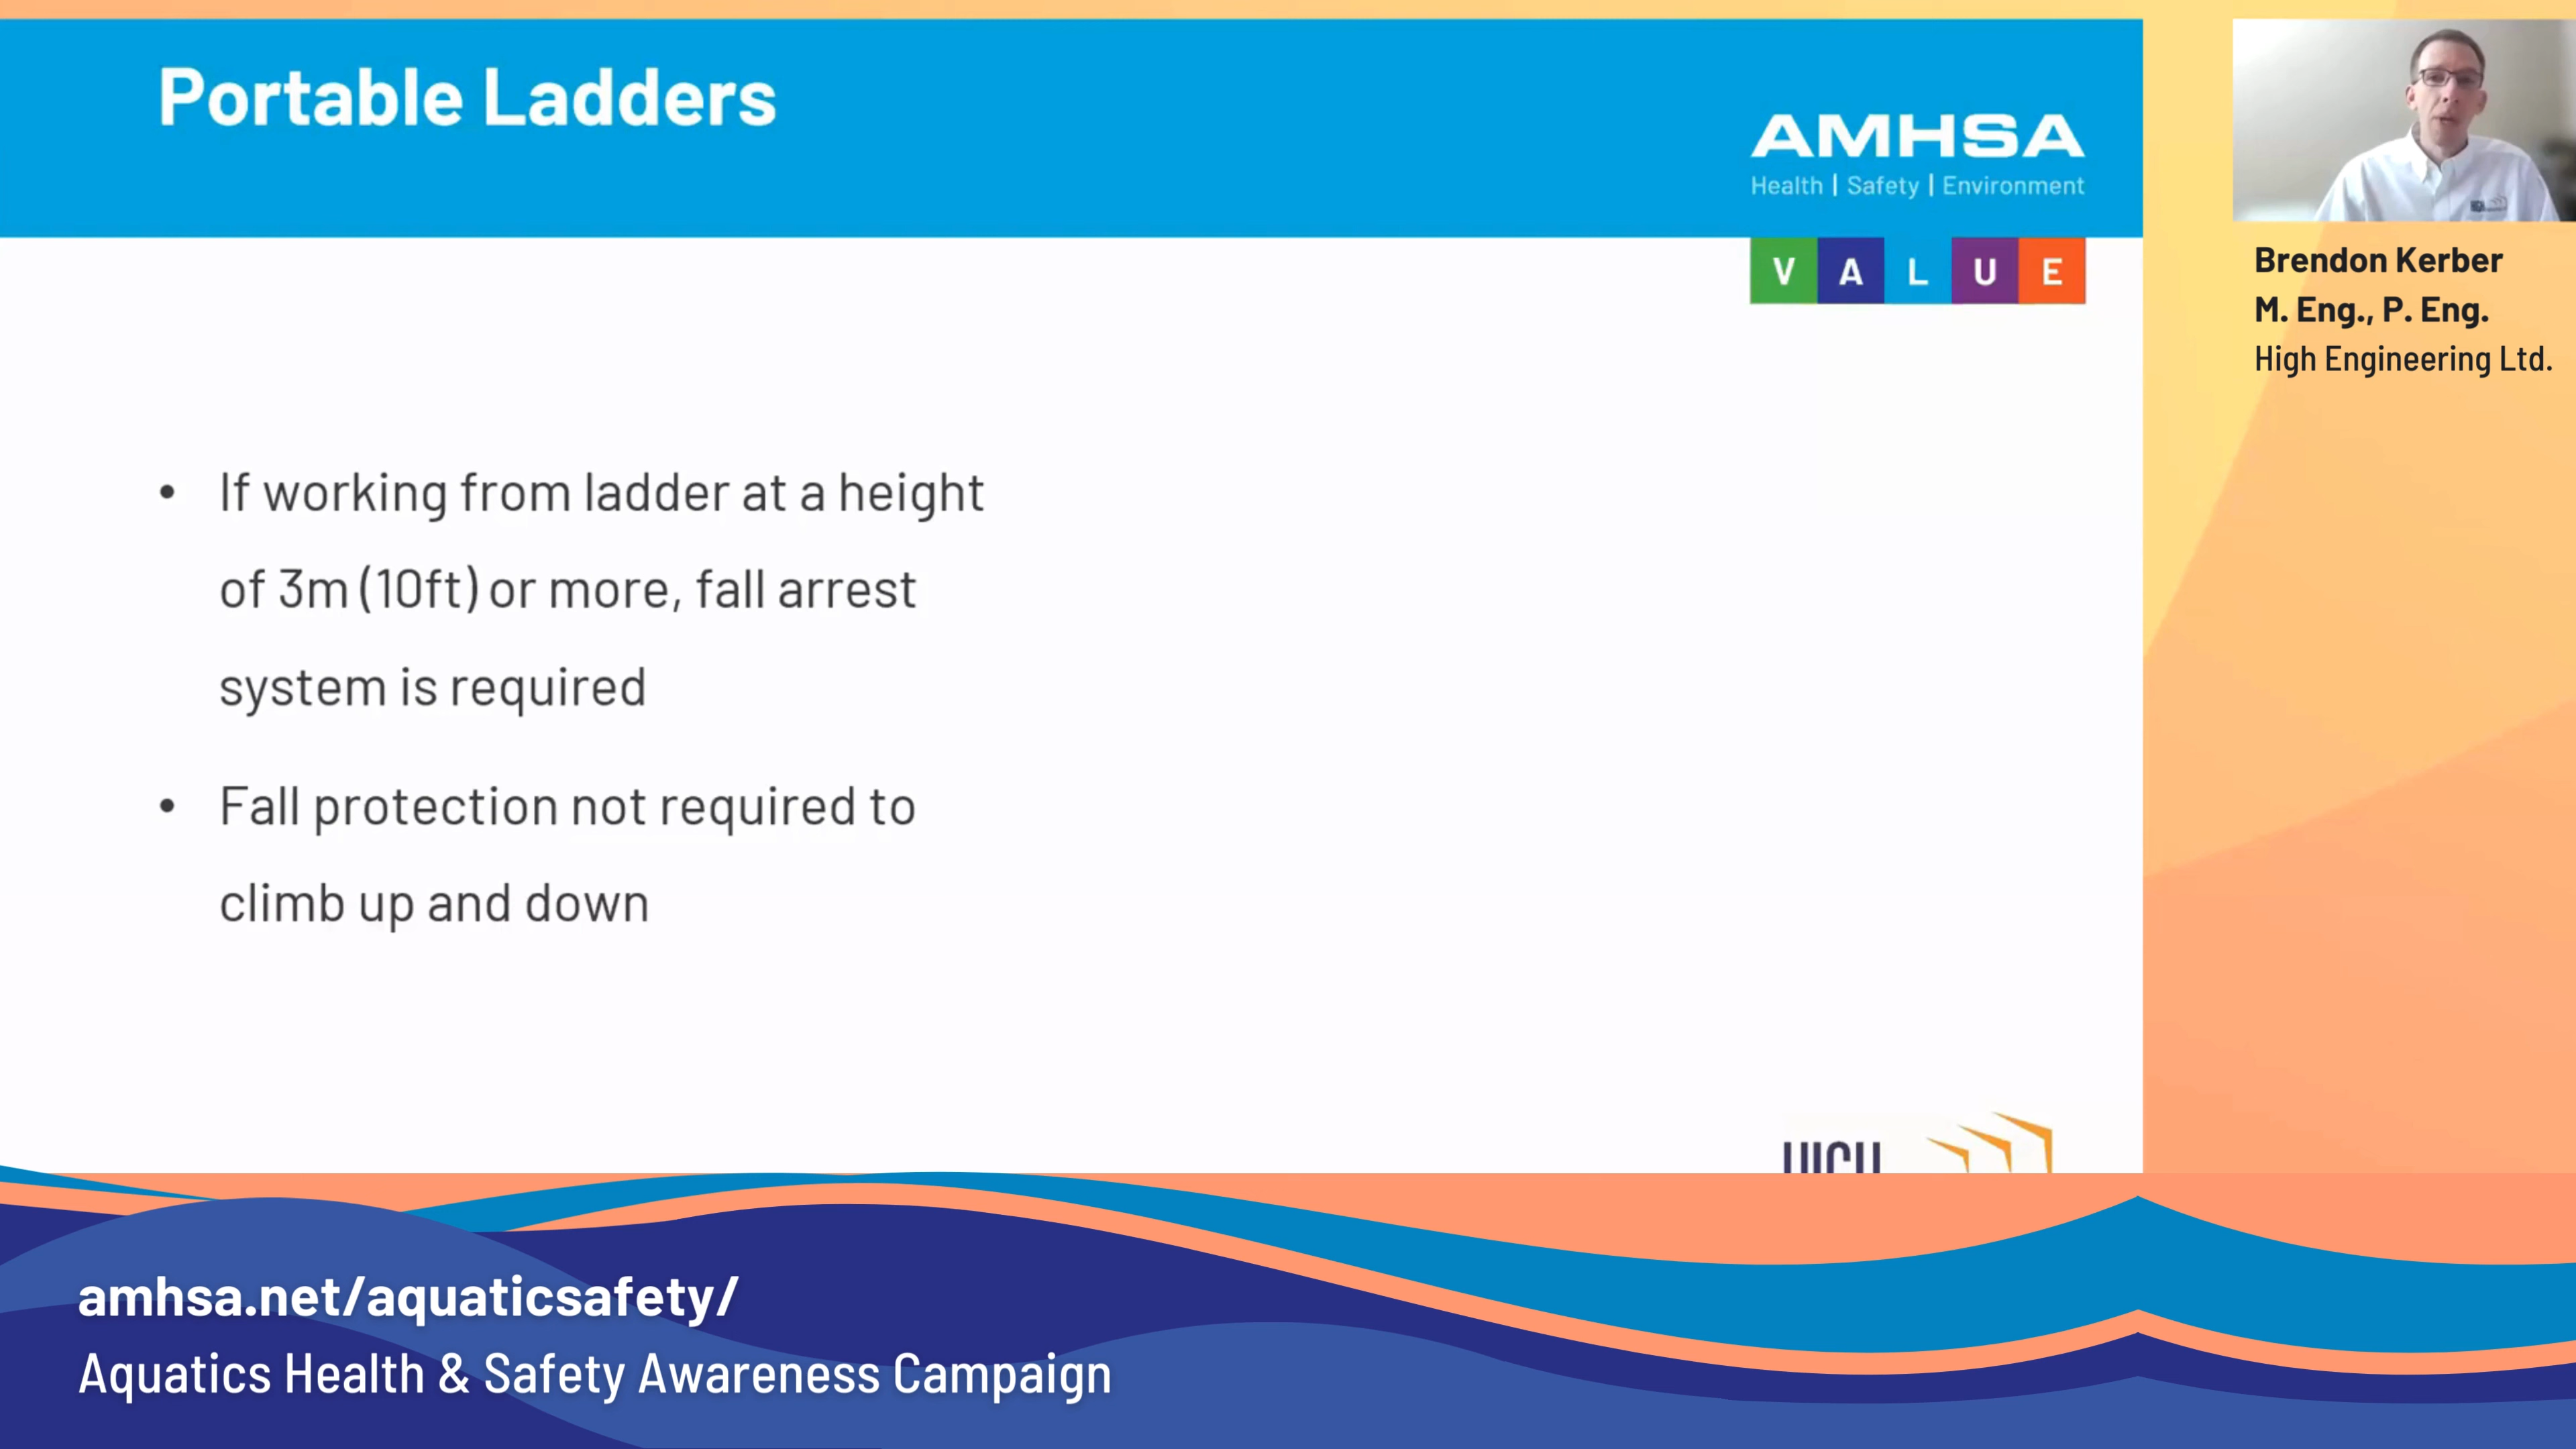 Portable Ladders
AMHSA
Health | Safety | Environment
V A L U E
• If working from ladder at a height
of 3m (10ft) or more, fall arrest
system is required
• Fall protection not required to
climb up and down
Brendon Kerber
M. Eng., P. Eng.
High Engineering Ltd.
amhsa.net/aquaticsafety/
Aquatics Health & Safety Awareness Campaign